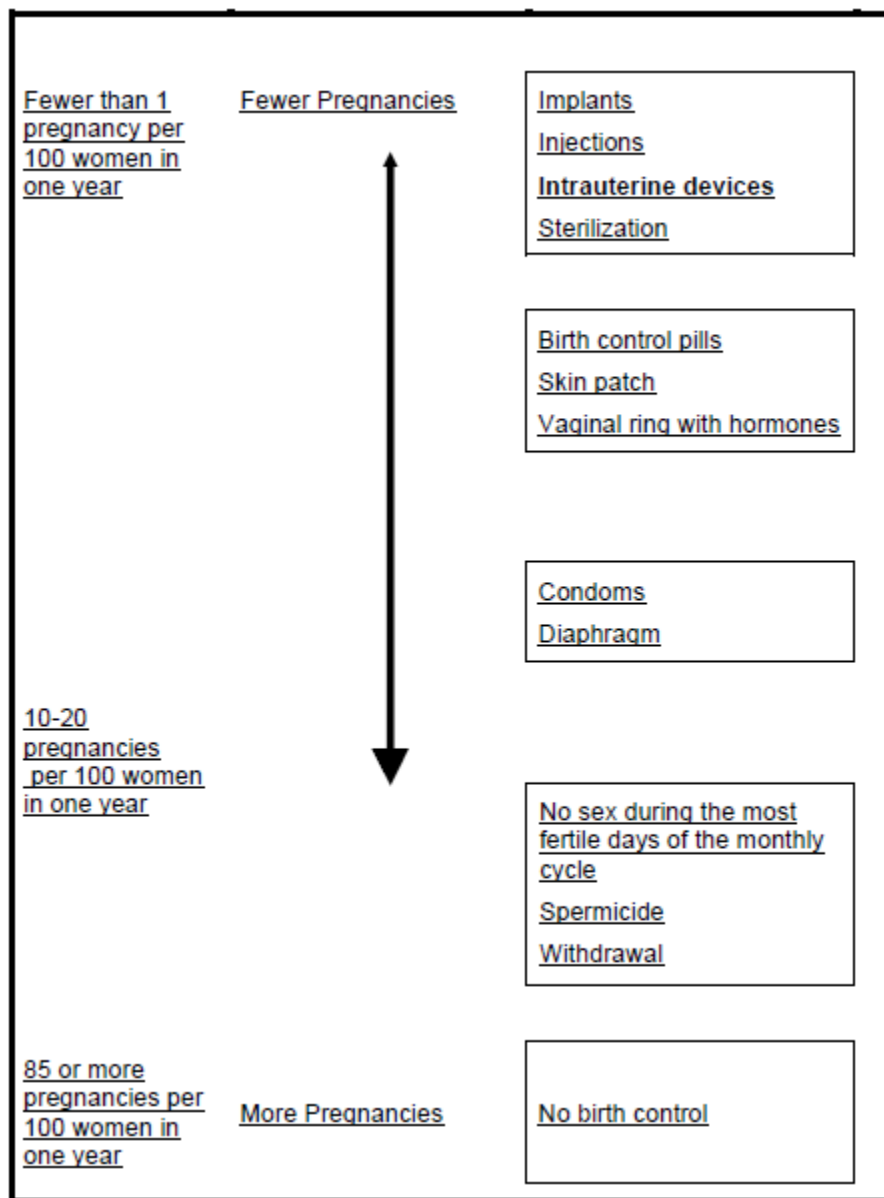 Fewer than 1
pregnancy per
100 women in
one year
Fewer Pregnancies
Implants
Injections
Intrauterine devices
Sterilization
Birth control pills
Skin patch
Vaginal ring with hormones
Condoms
Diaphragm
10-20
pregnancies
per 100 women
in one year
No sex during the most
fertile days of the monthly
cycle
Spermicide
Withdrawal
85 or more
pregnancies per
100 women in
one year
More Pregnancies
No birth control